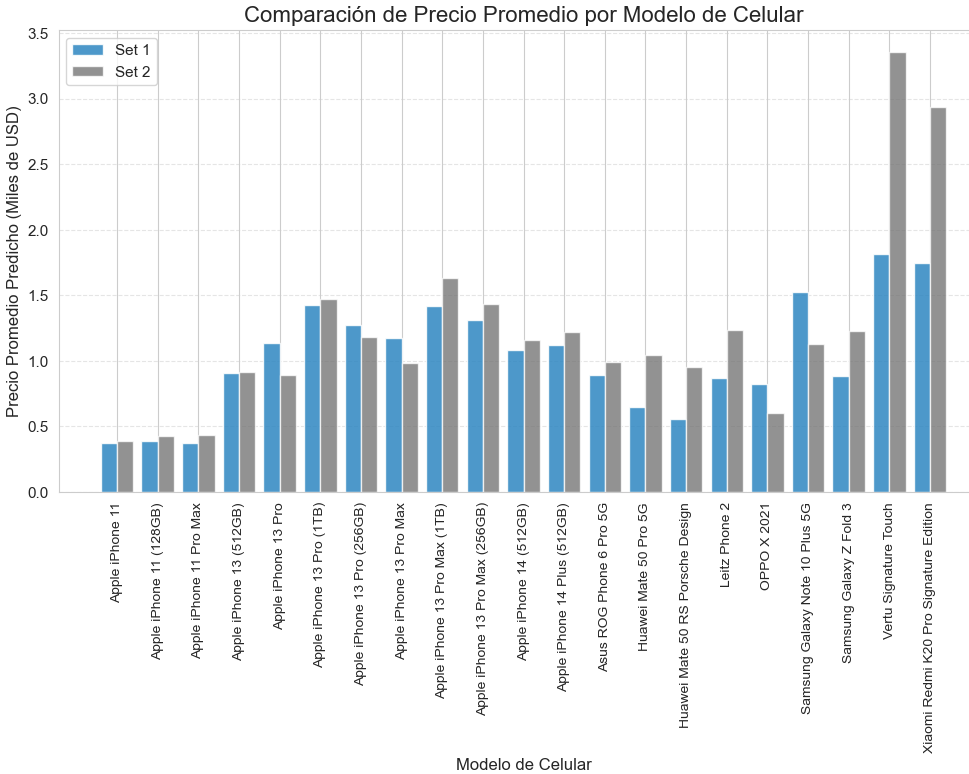 Comparación de Precio Promedio por Modelo de Celular
Set 1
Set 2
Precio Promedio Predicho (Miles de USD)
3.5
3.0
2.5
2.0
1.5
1.0
0.5
0.0
Apple iPhone 11
Apple iPhone 11 (128GB)
Apple iPhone 11 Pro Max
Apple iPhone 13 (512GB)
Apple iPhone 13 Pro
Apple iPhone 13 Pro (1TB)
Apple iPhone 13 Pro (256GB)
Apple iPhone 13 Pro Max
Apple iPhone 13 Pro Max (1TB)
Apple iPhone 13 Pro Max (256GB)
Apple iPhone 14 (512GB)
Apple iPhone 14 Plus (512GB)
Asus ROG Phone 6 Pro 5G
Huawei Mate 50 Pro 5G
Huawei Mate 50 RS Porsche Design
Leitz Phone 2
OPPO X 2021
Samsung Galaxy Note 10 Plus 5G
Samsung Galaxy Z Fold 3
Vertu Signature Touch
Xiaomi Redmi K20 Pro Signature Edition
Modelo de Celular